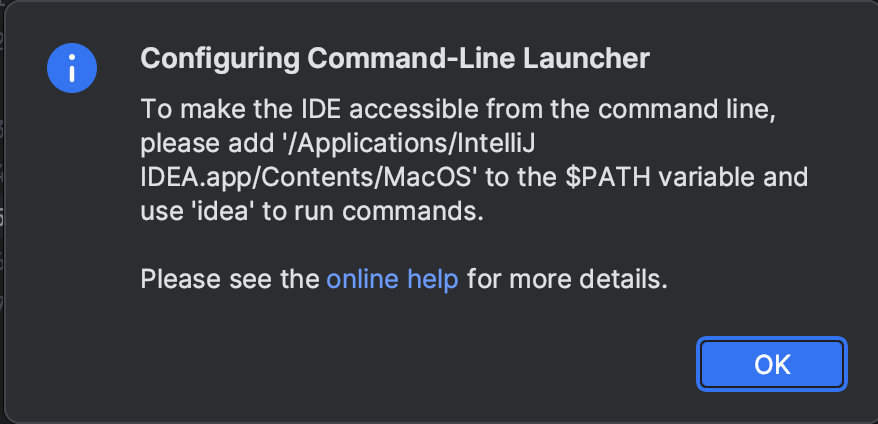 Configuring Command-Line Launcher
To make the IDE accessible from the command line,
please add '/Applications/IntelliJ
IDEA.app/Contents/MacOS' to the $PATH variable and
use 'idea' to run commands.
Please see the online help for more details.
OK